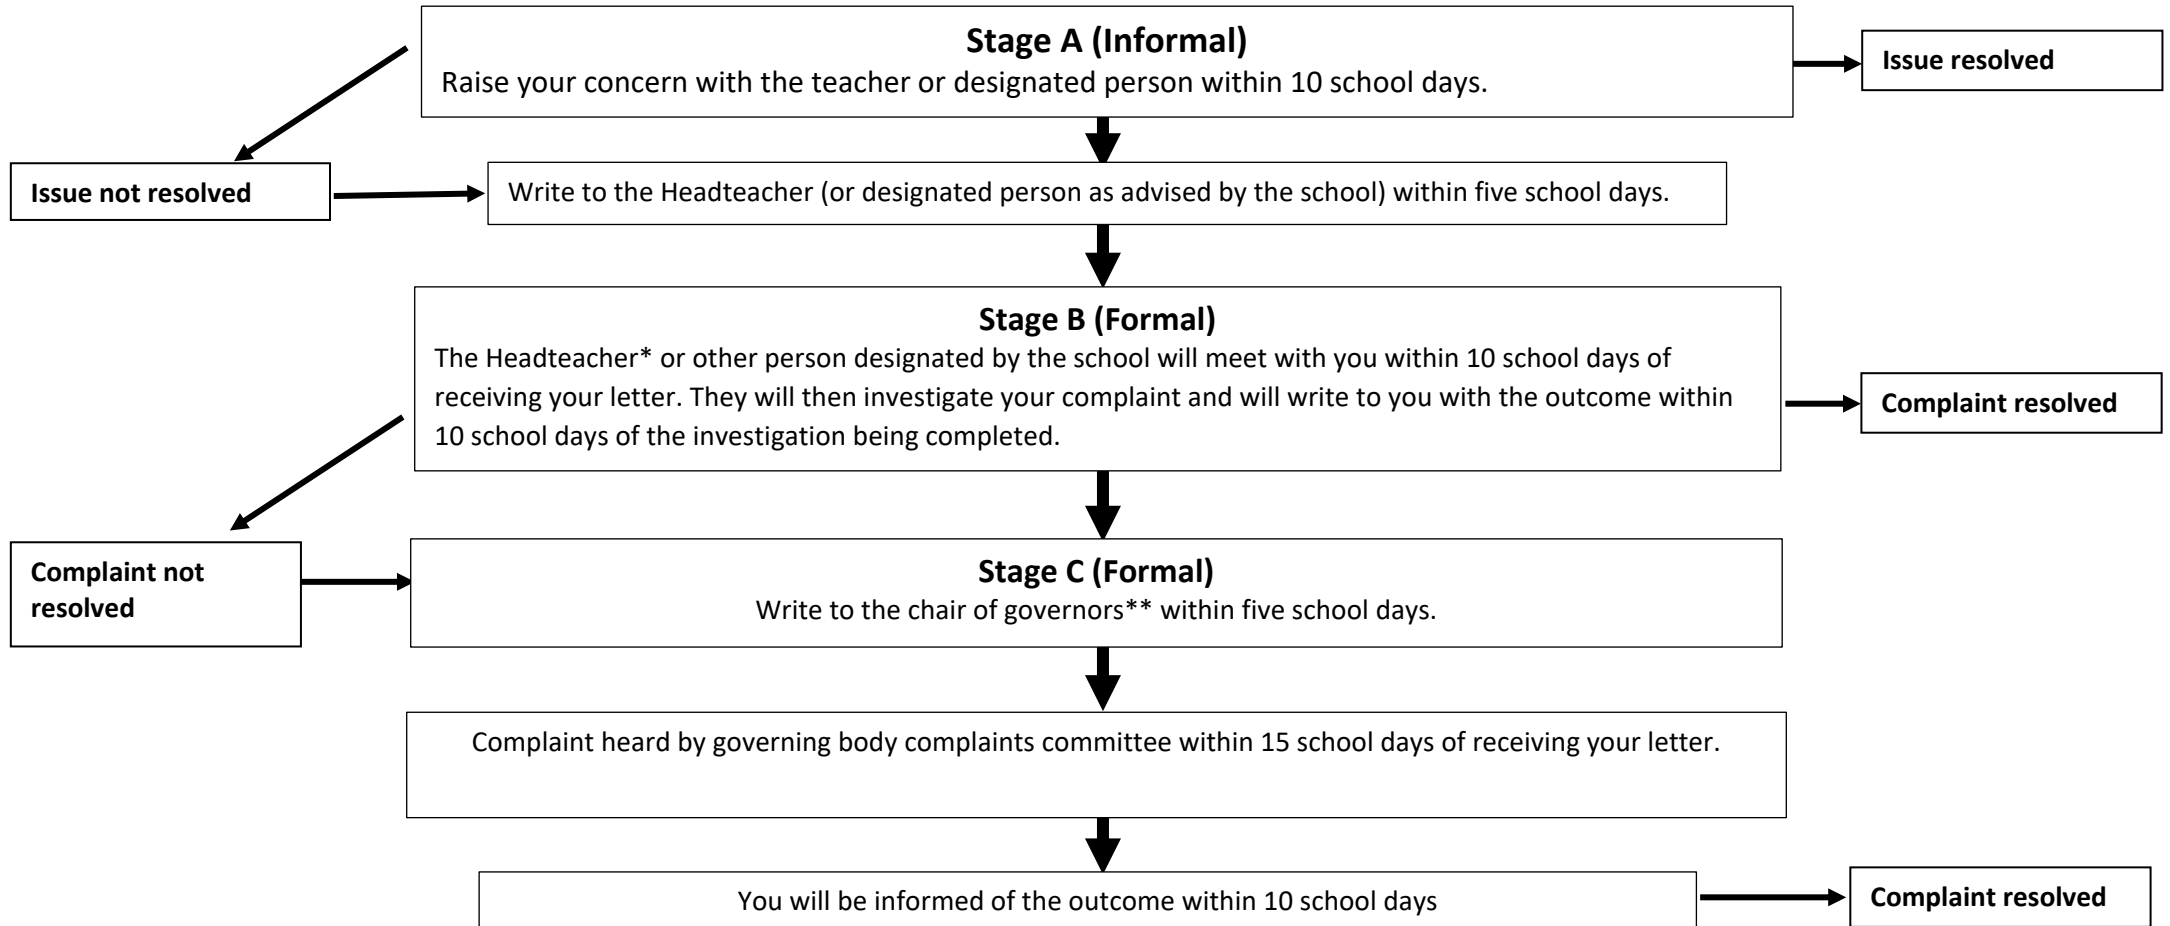 Stage A (Informal)
Raise your concern with the teacher or designated person within 10 school days.
Issue resolved
Issue not resolved
Write to the Headteacher (or designated person as advised by the school) within five school days.
Stage B (Formal)
The Headteacher* or other person designated by the school will meet with you within 10 school days of
receiving your letter. They will then investigate your complaint and will write to you with the outcome within
10 school days of the investigation being completed.
Complaint resolved
Complaint not
resolved
Stage C (Formal)
Write to the chair of governors** within five school days.
Complaint heard by governing body complaints committee within 15 school days of receiving your letter.
You will be informed of the outcome within 10 school days
Complaint resolved